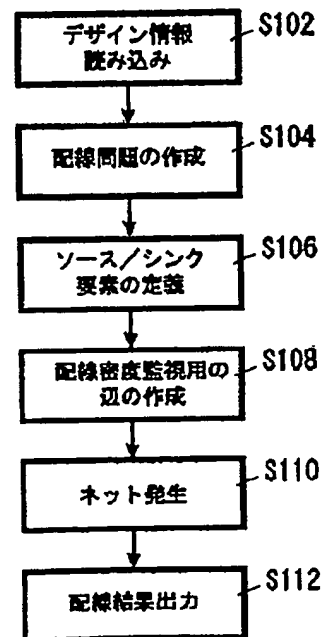 デザイン情報
読み込み
S102
配線問題の作成
S104
ソース／シンク
要素の定義
S106
配線密度監視用の
辺の作成
S108
ネット発生
S110
配線結果出力
S112